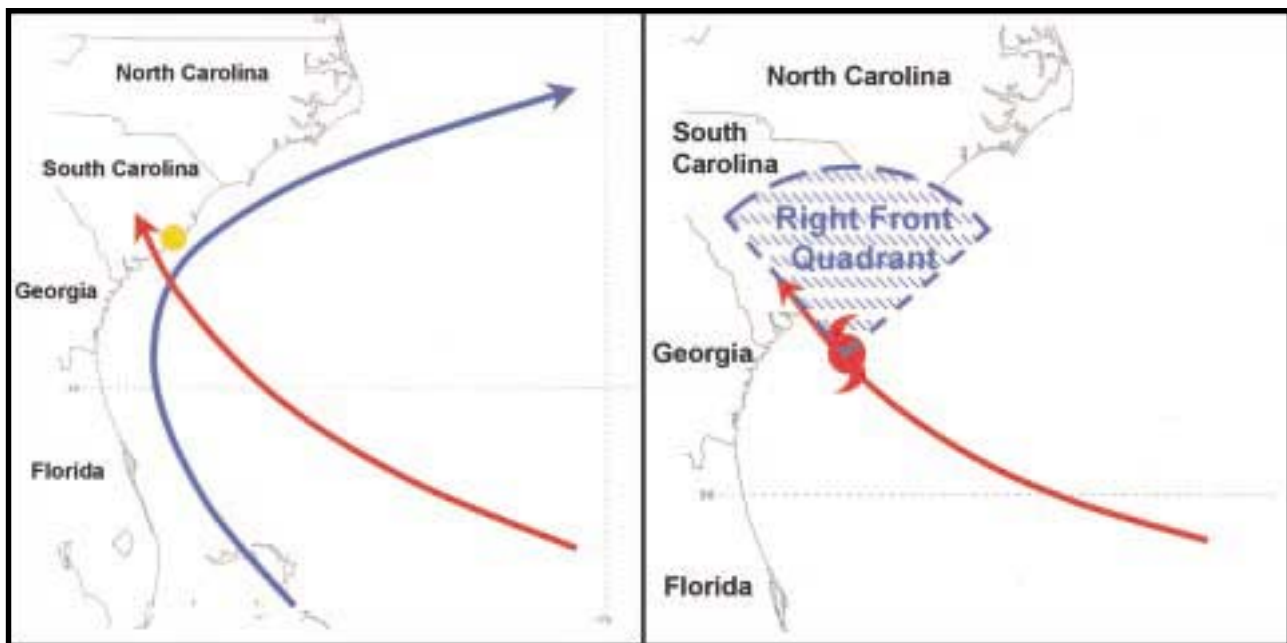 North Carolina
South Carolina
Georgia
Florida
North Carolina
South
Carolina
Right Front
Quadrant
Georgia
Florida